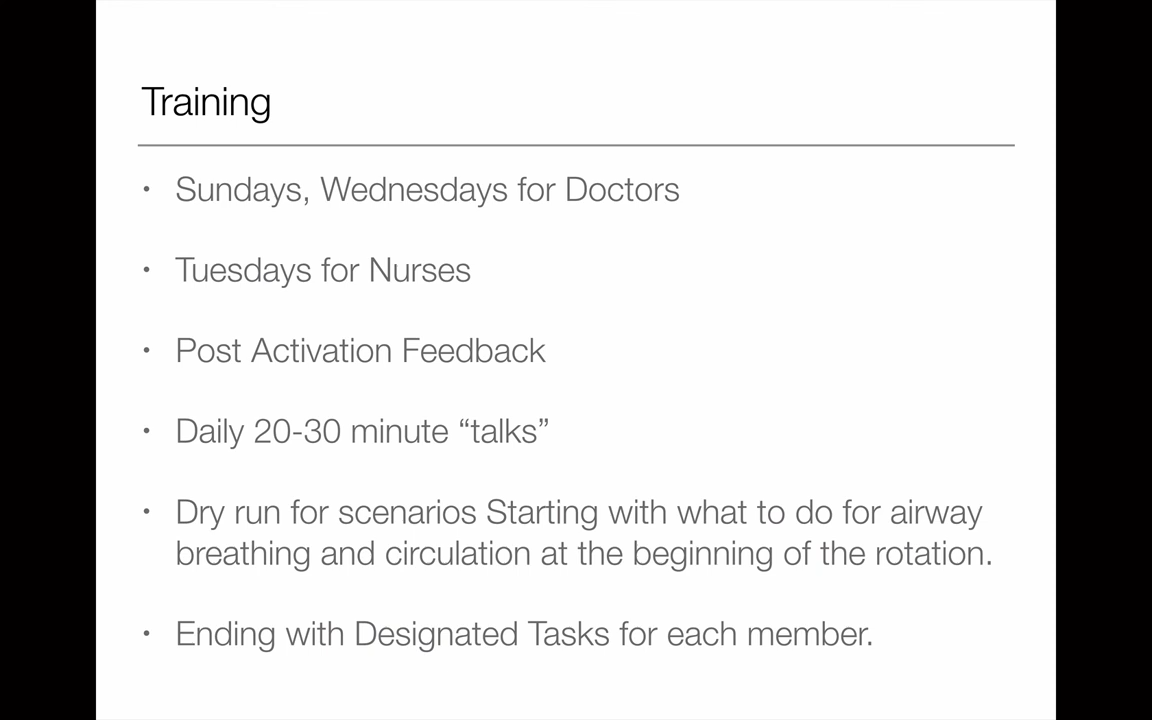 Training
• Sundays, Wednesdays for Doctors
• Tuesdays for Nurses
• Post Activation Feedback
• Daily 20-30 minute “talks”
• Dry run for scenarios Starting with what to do for airway
breathing and circulation at the beginning of the rotation.
• Ending with Designated Tasks for each member.